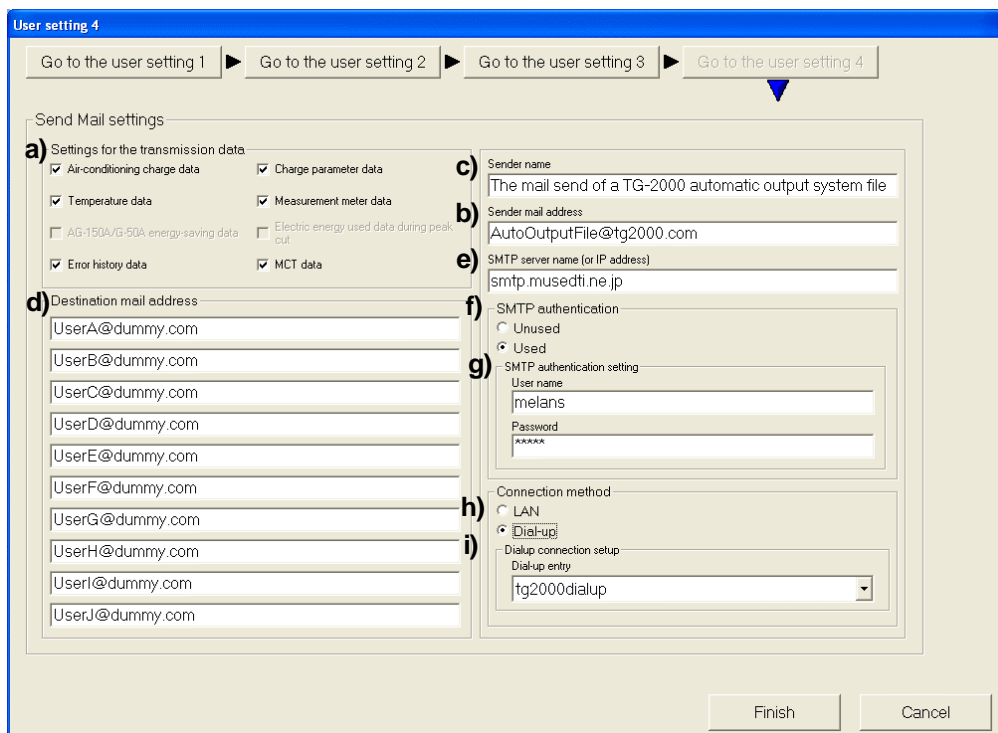 User setting 4
Go to the user setting 1
Go to the user setting 2
Go to the user setting 3
Go to the user setting 4
Send Mail settings
a)
Settings for the transmission data
Air-conditioning charge data
Charge parameter data
Temperature data
Measurement meter data
AG-150A/G-50A energy-saving data
Electric energy used data during peak
cut
Error history data
MCT data
d)
Destination mail address
UserA@dummy.com
UserB@dummy.com
UserC@dummy.com
UserD@dummy.com
UserE@dummy.com
UserF@dummy.com
UserG@dummy.com
UserH@dummy.com
UserI@dummy.com
UserJ@dummy.com
c)
Sender name
The mail send of a TG-2000 automatic output system file
b)
Sender mail address
AutoOutputFile@tg2000.com
e)
SMTP server name (or IP address)
smtp.musedti.ne.jp
f)
SMTP authentication
Unused
Used
g)
SMTP authentication setting
User name
melans
Password
*****
Connection method
h)
LAN
Dial-up
i)
Dialup connection setup
Dial-up entry
tg2000dialup
Finish
Cancel